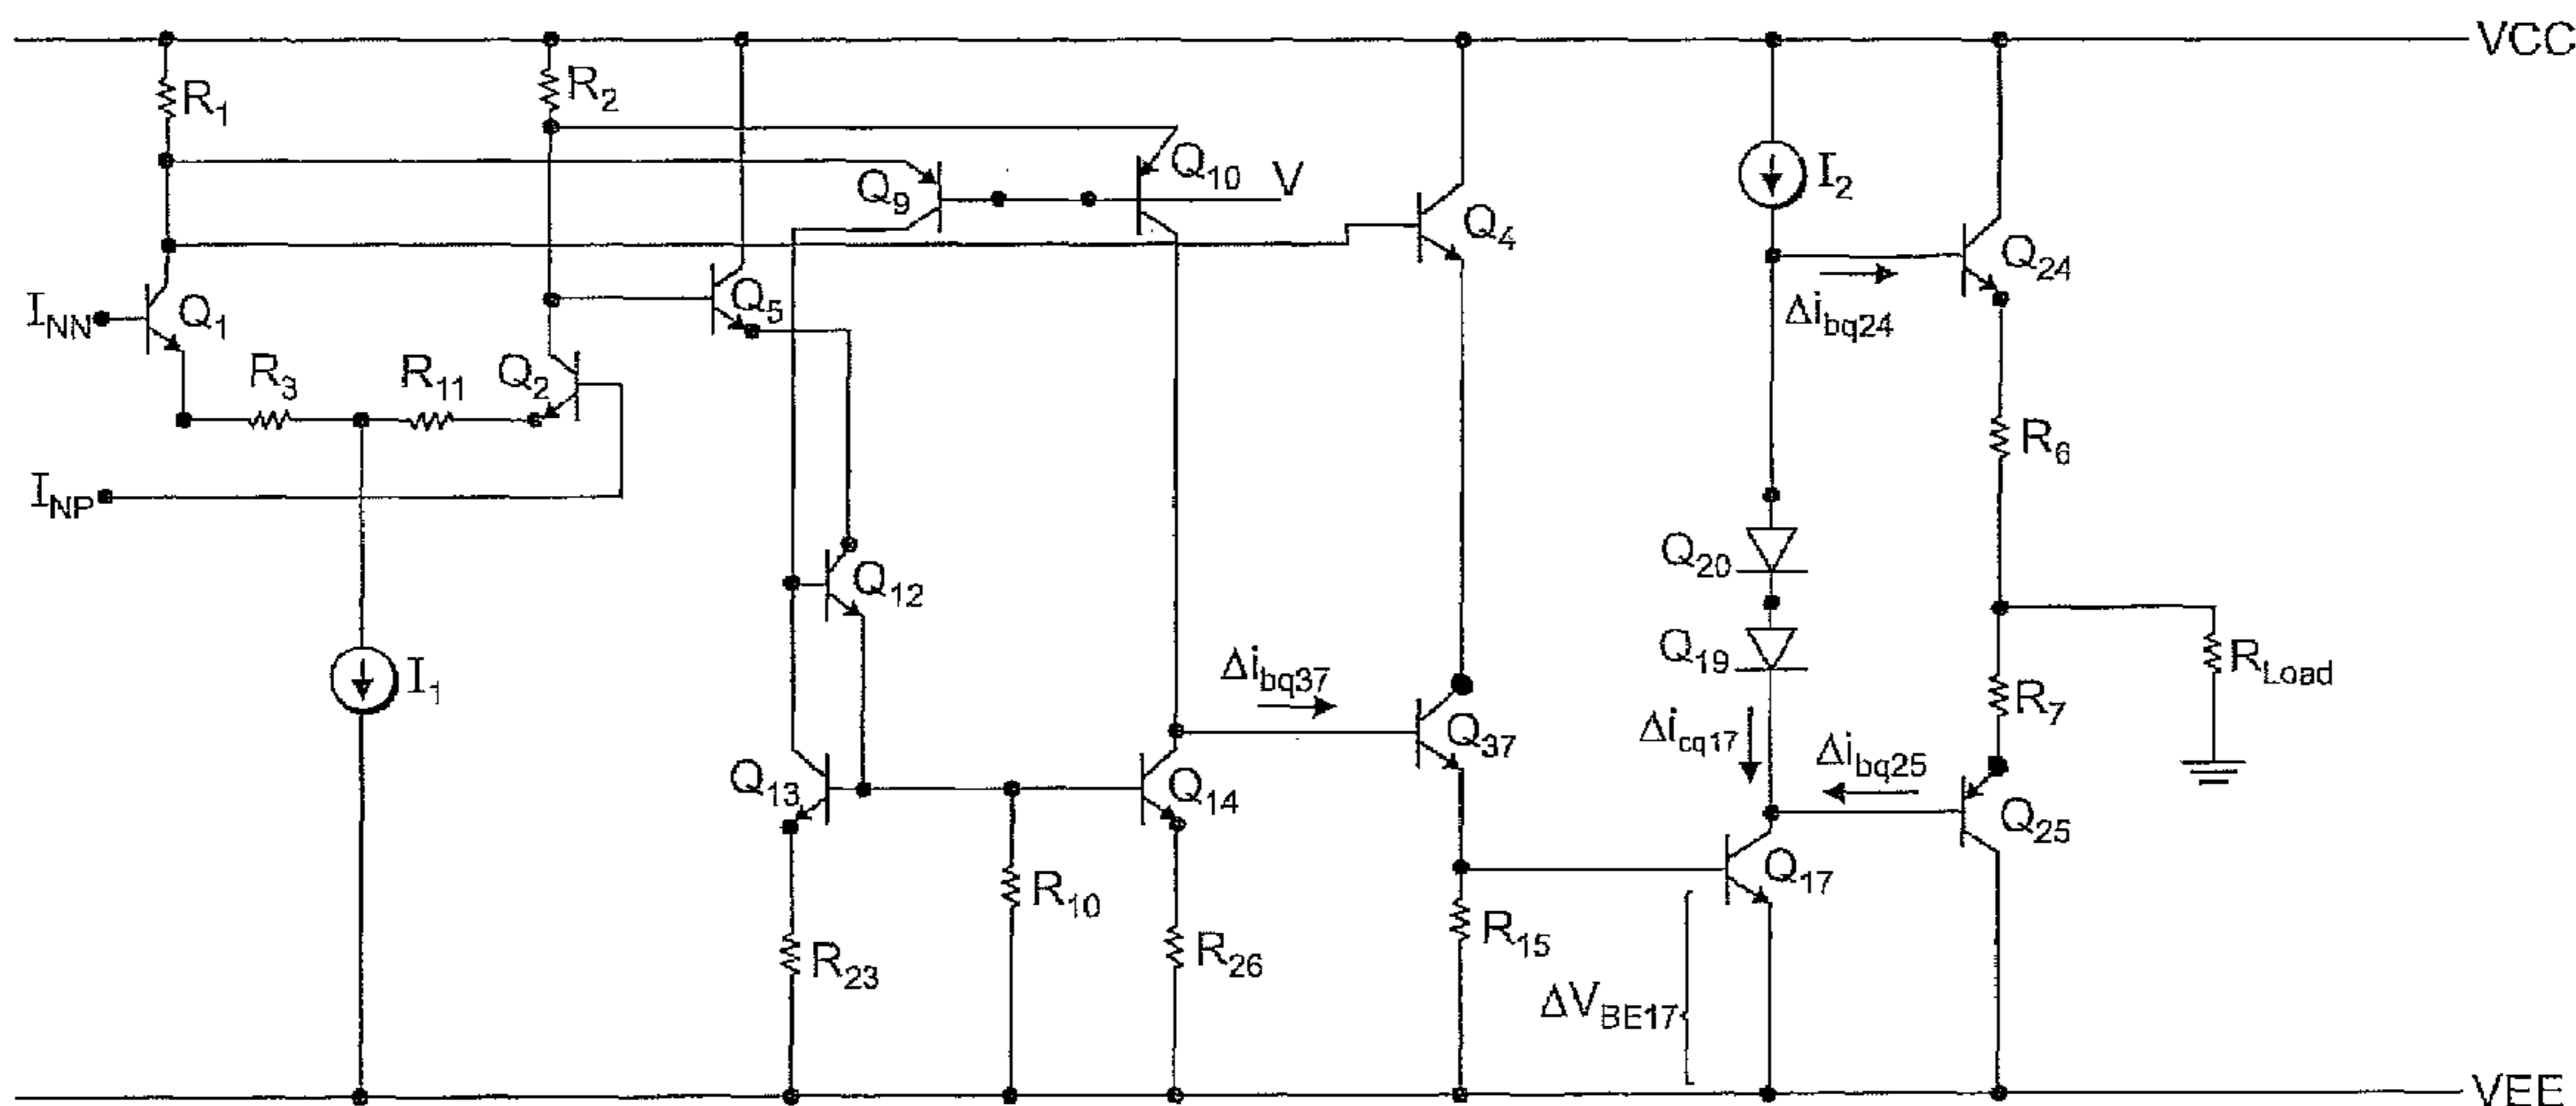 VCC
R1
R2
Q9
Q10
V
Q4
I2
Q24
Δibq24
INN
Q1
Q5
R3
R11
Q2
INP
R6
Q20
Q12
Q19
RLoad
I1
Δibq37
R7
Q37
Δicq17
Δibq25
Q13
Q14
Q25
Q17
R10
R15
R23
R26
ΔVBE17
VEE